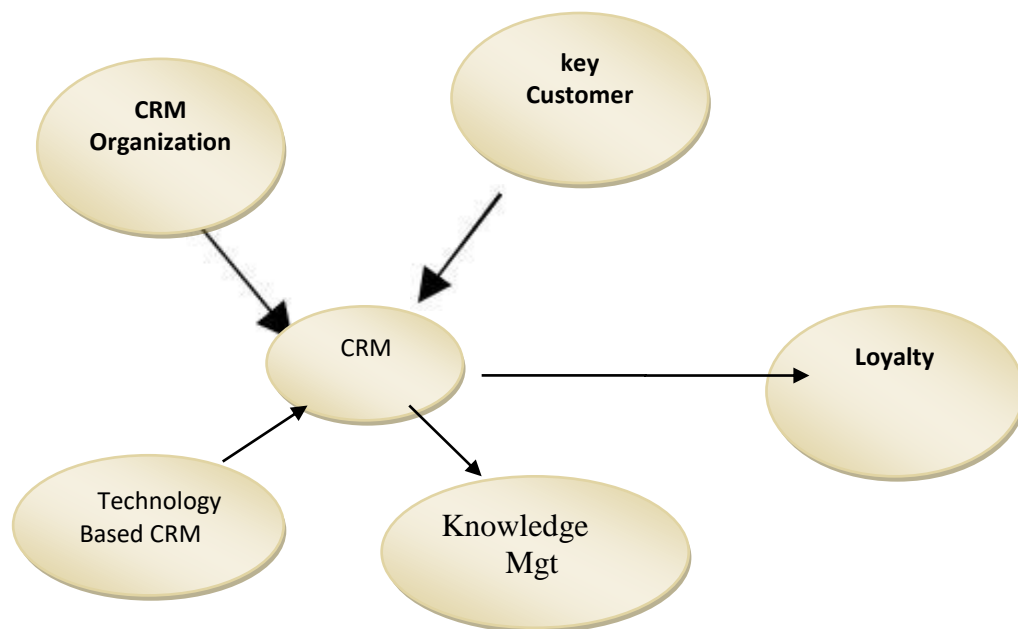 key
Customer
CRM
Organization
CRM
Loyalty
Technology
Based CRM
Knowledge
Mgt